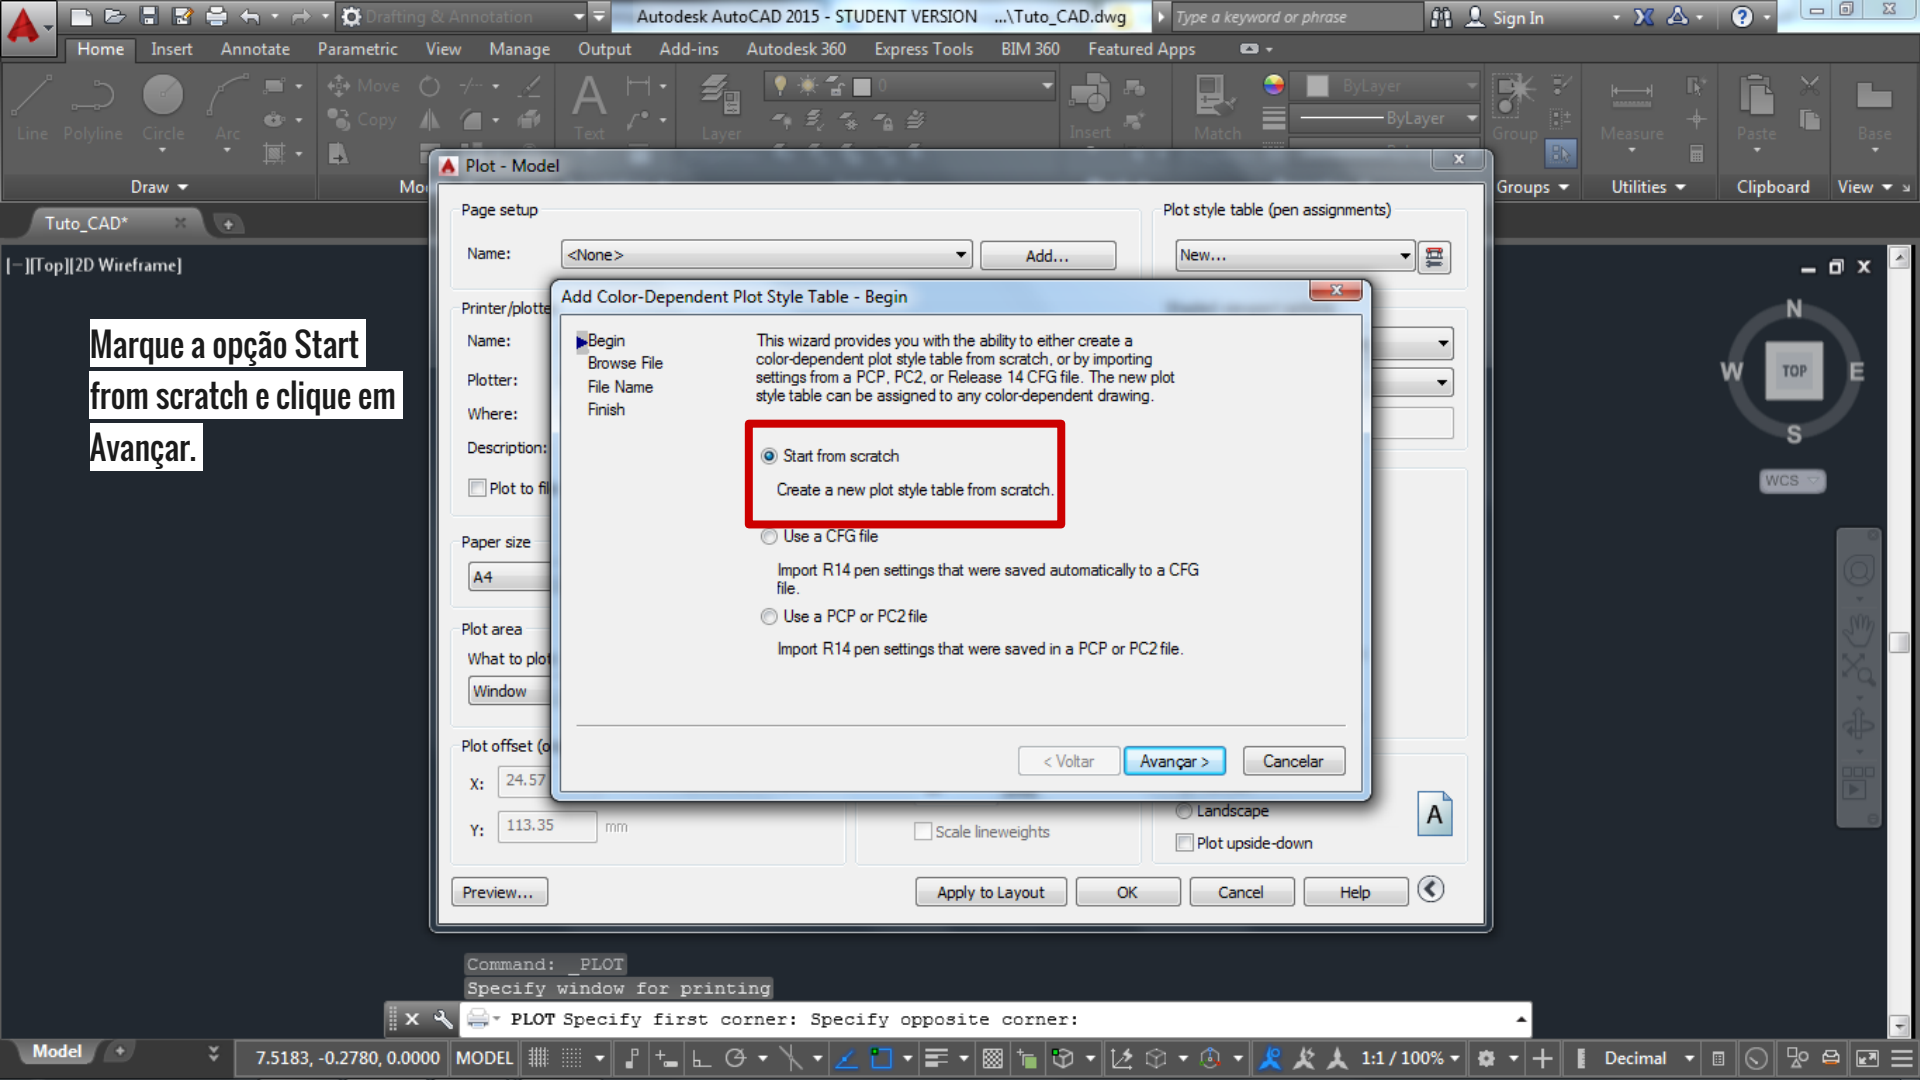 Drafting & Annotation
Autodesk AutoCAD 2015 - STUDENT VERSION ...\Tuto_CAD.dwg
Type a keyword or phrase
Sign In
Home Insert Annotate Parametric View Manage Output Add-ins Autodesk 360 Express Tools BIM 360 Featured Apps
Move
0
ByLayer
Copy
ByLayer
Line Polyline Circle Arc
Text
Layer
Insert
Match
Group
Measure
Paste
Base
Draw
Groups
Utilities
Clipboard
View
Tuto_CAD*
[–][Top][2D Wireframe]
Marque a opção Start
from scratch e clique em
Avançar.
Plot - Model
Page setup
Name: <None> Add...
Plot style table (pen assignments)
New...
Printer/plotte
Name:
Plotter:
Where:
Description:
Plot to fil
Paper size
A4
Plot area
What to plot
Window
Plot offset (o
X: 24.57
Y: 113.35 mm
Scale lineweights
Landscape
Plot upside-down
A
Preview... Apply to Layout OK Cancel Help
Add Color-Dependent Plot Style Table - Begin
Begin
Browse File
File Name
Finish
This wizard provides you with the ability to either create a
color-dependent plot style table from scratch, or by importing
settings from a PCP, PC2, or Release 14 CFG file. The new plot
style table can be assigned to any color-dependent drawing.
Start from scratch
Create a new plot style table from scratch.
Use a CFG file
Import R14 pen settings that were saved automatically to a CFG
file.
Use a PCP or PC2 file
Import R14 pen settings that were saved in a PCP or PC2 file.
< Voltar Avançar > Cancelar
N
W TOP E
S
WCS
Command: _PLOT
Specify window for printing
PLOT Specify first corner: Specify opposite corner:
Model
7.5183, -0.2780, 0.0000 MODEL
1:1 / 100%
Decimal